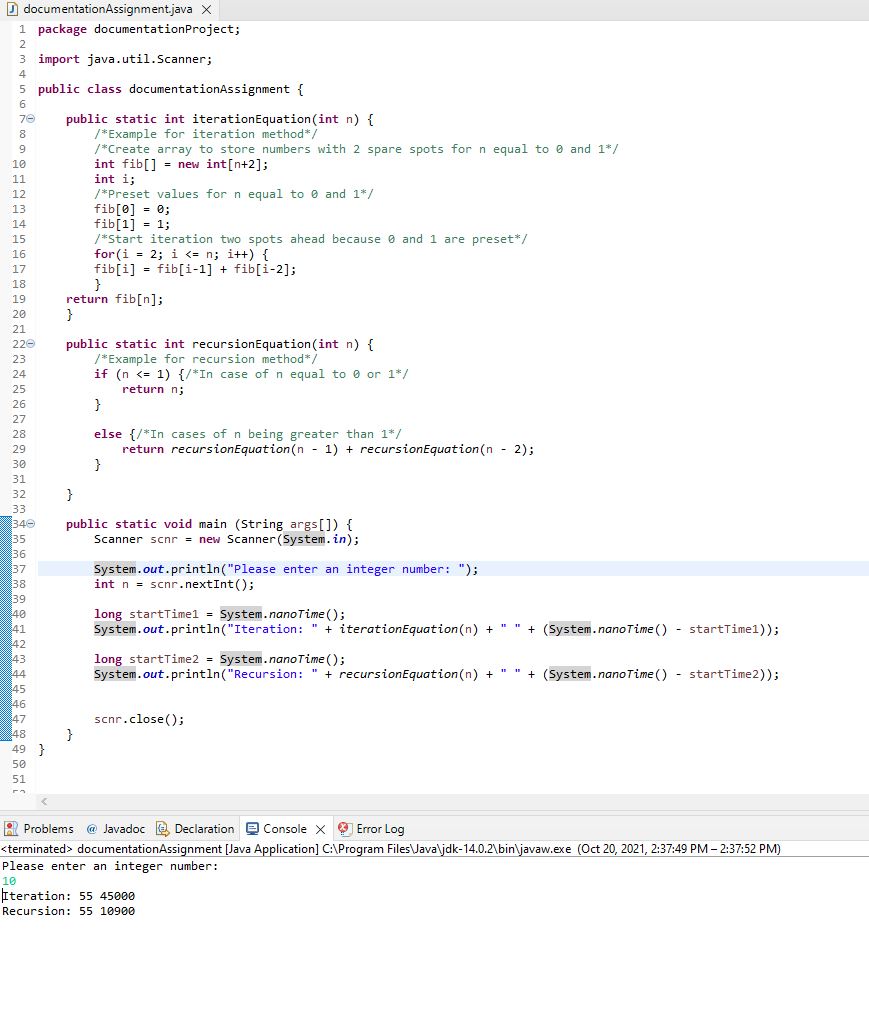 documentationAssignment.java
1 package documentationProject;
2
3 import java.util.Scanner;
4
5 public class documentationAssignment {
6
7 public static int iterationEquation(int n) {
8 /*Example for iteration method*/
9 /*Create array to store numbers with 2 spare spots for n equal to 0 and 1*/
10 int fib[] = new int[n+2];
11 int i;
12 /*Preset values for n equal to 0 and 1*/
13 fib[0] = 0;
14 fib[1] = 1;
15 /*Start iteration two spots ahead because 0 and 1 are preset*/
16 for(i = 2; i <= n; i++) {
17 fib[i] = fib[i-1] + fib[i-2];
18 }
19 return fib[n];
20 }
21
22 public static int recursionEquation(int n) {
23 /*Example for recursion method*/
24 if (n <= 1) {/*In case of n equal to 0 or 1*/
25 return n;
26 }
27
28 else {/*In cases of n being greater than 1*/
29 return recursionEquation(n - 1) + recursionEquation(n - 2);
30 }
31
32 }
33
34 public static void main (String args[]) {
35 Scanner scnr = new Scanner(System.in);
36
37 System.out.println("Please enter an integer number: ");
38 int n = scnr.nextInt();
39
40 long startTime1 = System.nanoTime();
41 System.out.println("Iteration: " + iterationEquation(n) + " " + (System.nanoTime() - startTime1));
42
43 long startTime2 = System.nanoTime();
44 System.out.println("Recursion: " + recursionEquation(n) + " " + (System.nanoTime() - startTime2));
45
46
47 scnr.close();
48 }
49 }
50
51
Problems @ Javadoc Declaration Console Error Log
<terminated> documentationAssignment [Java Application] C:\Program Files\Java\jdk-14.0.2\bin\javaw.exe (Oct 20, 2021, 2:37:49 PM – 2:37:52 PM)
Please enter an integer number:
10
Iteration: 55 45000
Recursion: 55 10900